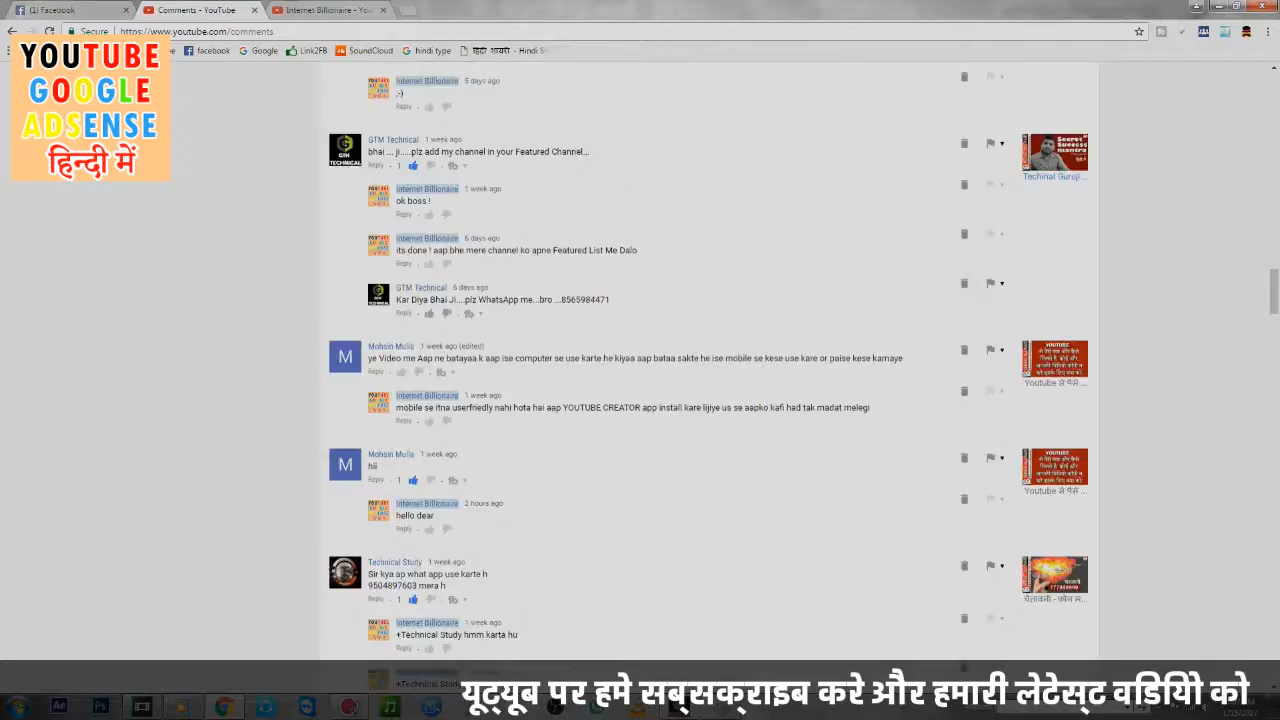 (1) Facebook
Comments - YouTube
Internet Billionaire - You
Secure
https://www.youtube.com/comments
facebook
Google
Link2FB
SoundCloud
hindi type
हिंदी शायरी - Hindi S
YOUTUBE
GOOGLE
ADSENSE
हिन्दी में
Internet Billionaire 5 days ago
;-)
Reply
GTM Technical 1 week ago
bhai ... ji.....plz add my channel in your Featured Channel...
Reply 1
Techinal Guruji...
Internet Billionaire 1 week ago
ok boss !
Reply
Internet Billionaire 6 days ago
its done ! aap bhe mere channel ko apne Featured List Me Dalo
Reply
GTM Technical 6 days ago
Kar Diya Bhai Ji....plz WhatsApp me...bro ...8565984471
Reply
Mohsin Mulla 1 week ago (edited)
ye Video me Aap ne batayaa k aap ise computer se use karte he kiyaa aap bataa sakte he ise mobile se kese use kare or paise kese kamaye
Reply
Youtube से पैसे ...
Internet Billionaire 1 week ago
mobile se itna userfriedly nahi hota hai aap YOUTUBE CREATOR app install kare lijiye us se aapko kafi had tak madat melegi
Reply
Mohsin Mulla 1 week ago
hii
Reply 1
Youtube से पैसे ...
Internet Billionaire 2 hours ago
hello dear
Reply
Technical Study 1 week ago
Sir kya ap what app use karte h
9504897603 mera h
Reply 1
चेतावनी - फोन म...
Internet Billionaire 1 week ago
+Technical Study hmm karta hu
Reply
+Technical Stud
यूट्यूब पर हमे सब्सक्राइब करे और हमारी लेटेस्ट विडियो को